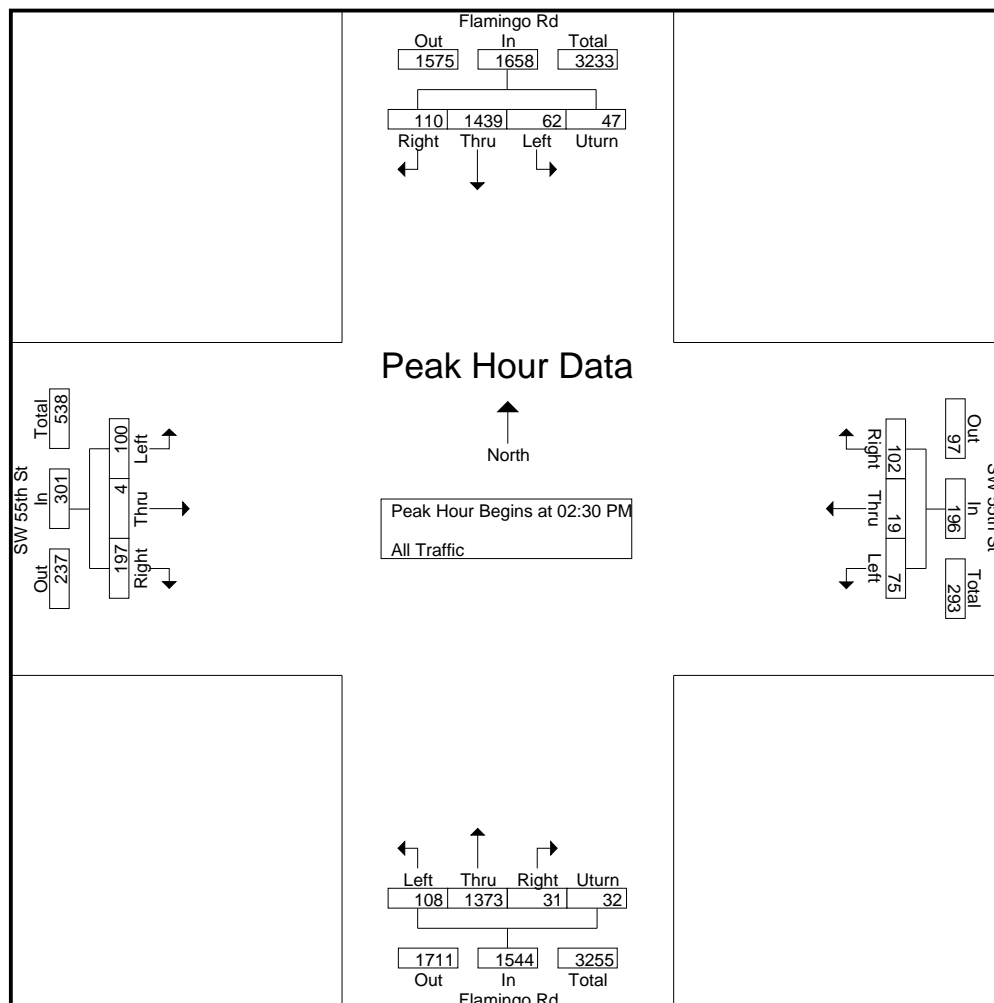 Flamingo Rd
Out In Total
1575 1658 3233
110 1439 62 47
Right Thru Left Uturn
Peak Hour Data
North
Peak Hour Begins at 02:30 PM
All Traffic
SW 55th St
Total In Out
538 301 237
100 4 197
Left Thru Right
Right Thru Left
102 19 75
Out In Total
97 196 293
SW 55th St
Left Thru Right Uturn
108 1373 31 32
1711 1544 3255
Out In Total
Flamingo Rd